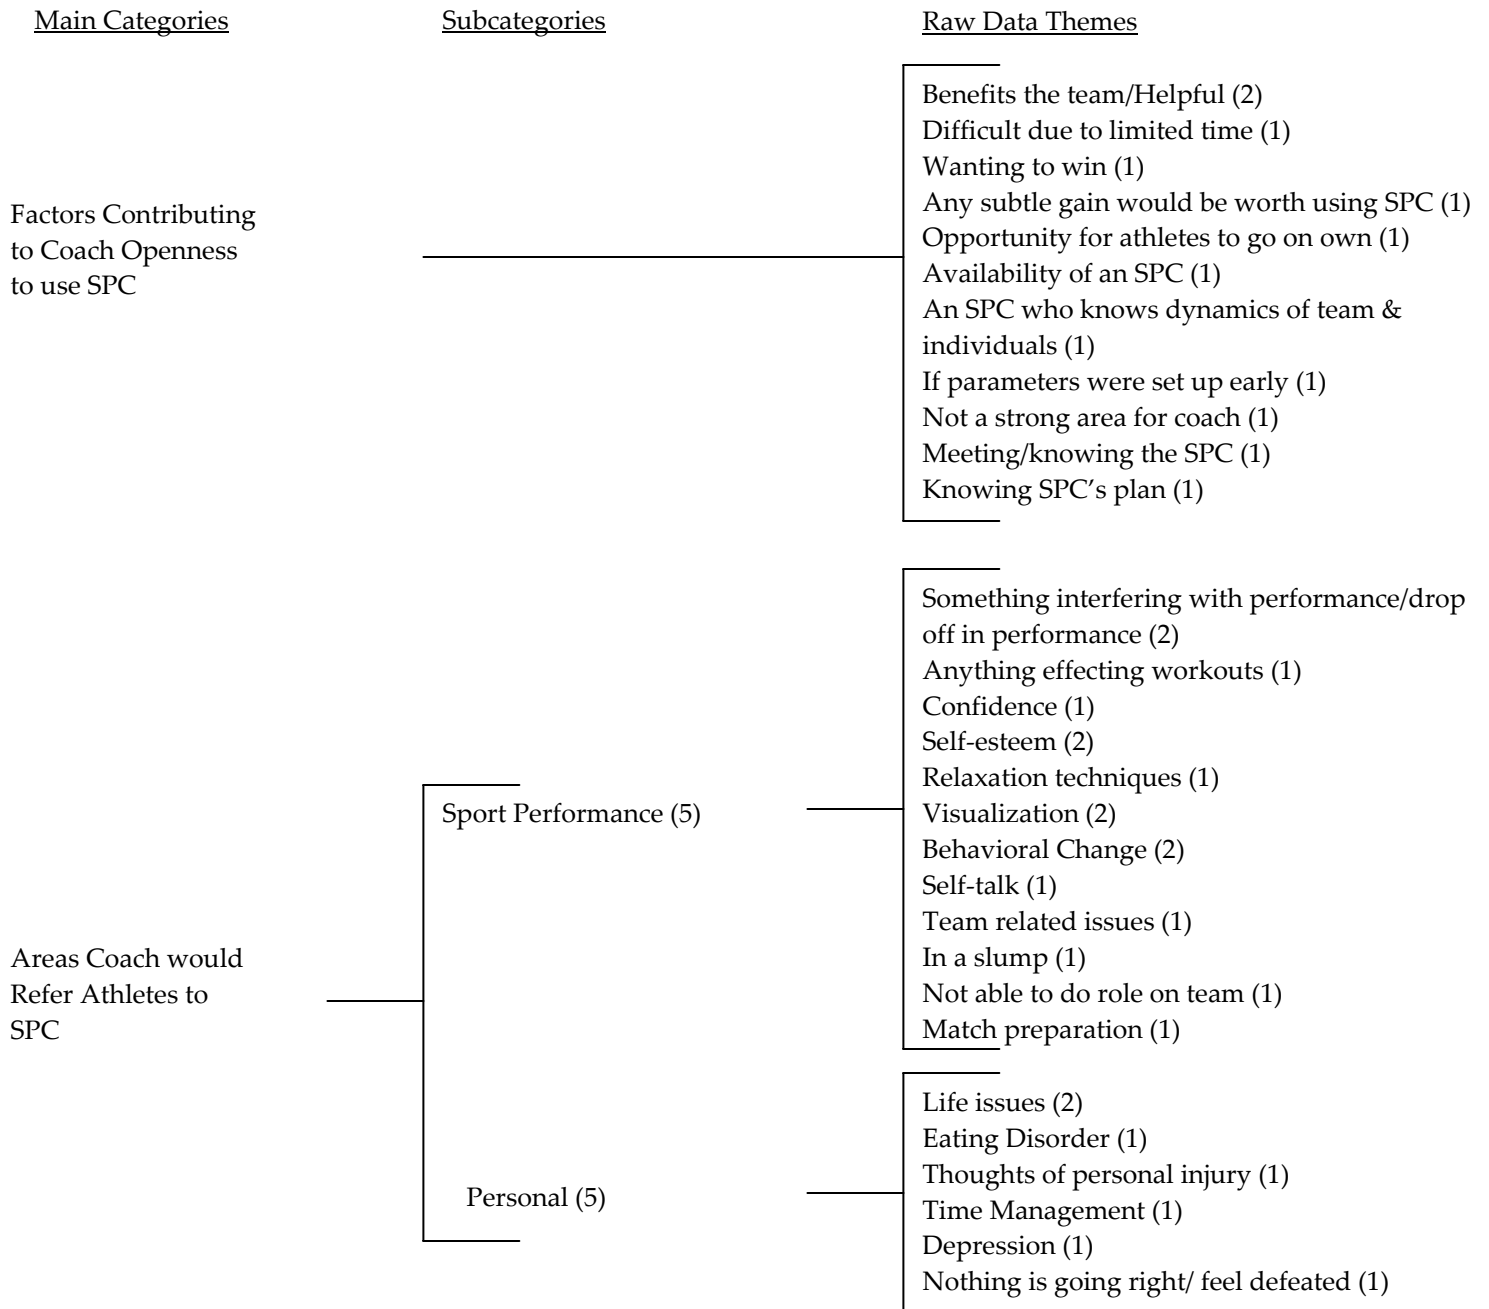 Main Categories
Subcategories
Raw Data Themes
Factors Contributing
to Coach Openness
to use SPC
Benefits the team/Helpful (2)
Difficult due to limited time (1)
Wanting to win (1)
Any subtle gain would be worth using SPC (1)
Opportunity for athletes to go on own (1)
Availability of an SPC (1)
An SPC who knows dynamics of team &
individuals (1)
If parameters were set up early (1)
Not a strong area for coach (1)
Meeting/knowing the SPC (1)
Knowing SPC’s plan (1)
Areas Coach would
Refer Athletes to
SPC
Sport Performance (5)
Something interfering with performance/drop
off in performance (2)
Anything effecting workouts (1)
Confidence (1)
Self-esteem (2)
Relaxation techniques (1)
Visualization (2)
Behavioral Change (2)
Self-talk (1)
Team related issues (1)
In a slump (1)
Not able to do role on team (1)
Match preparation (1)
Personal (5)
Life issues (2)
Eating Disorder (1)
Thoughts of personal injury (1)
Time Management (1)
Depression (1)
Nothing is going right/ feel defeated (1)